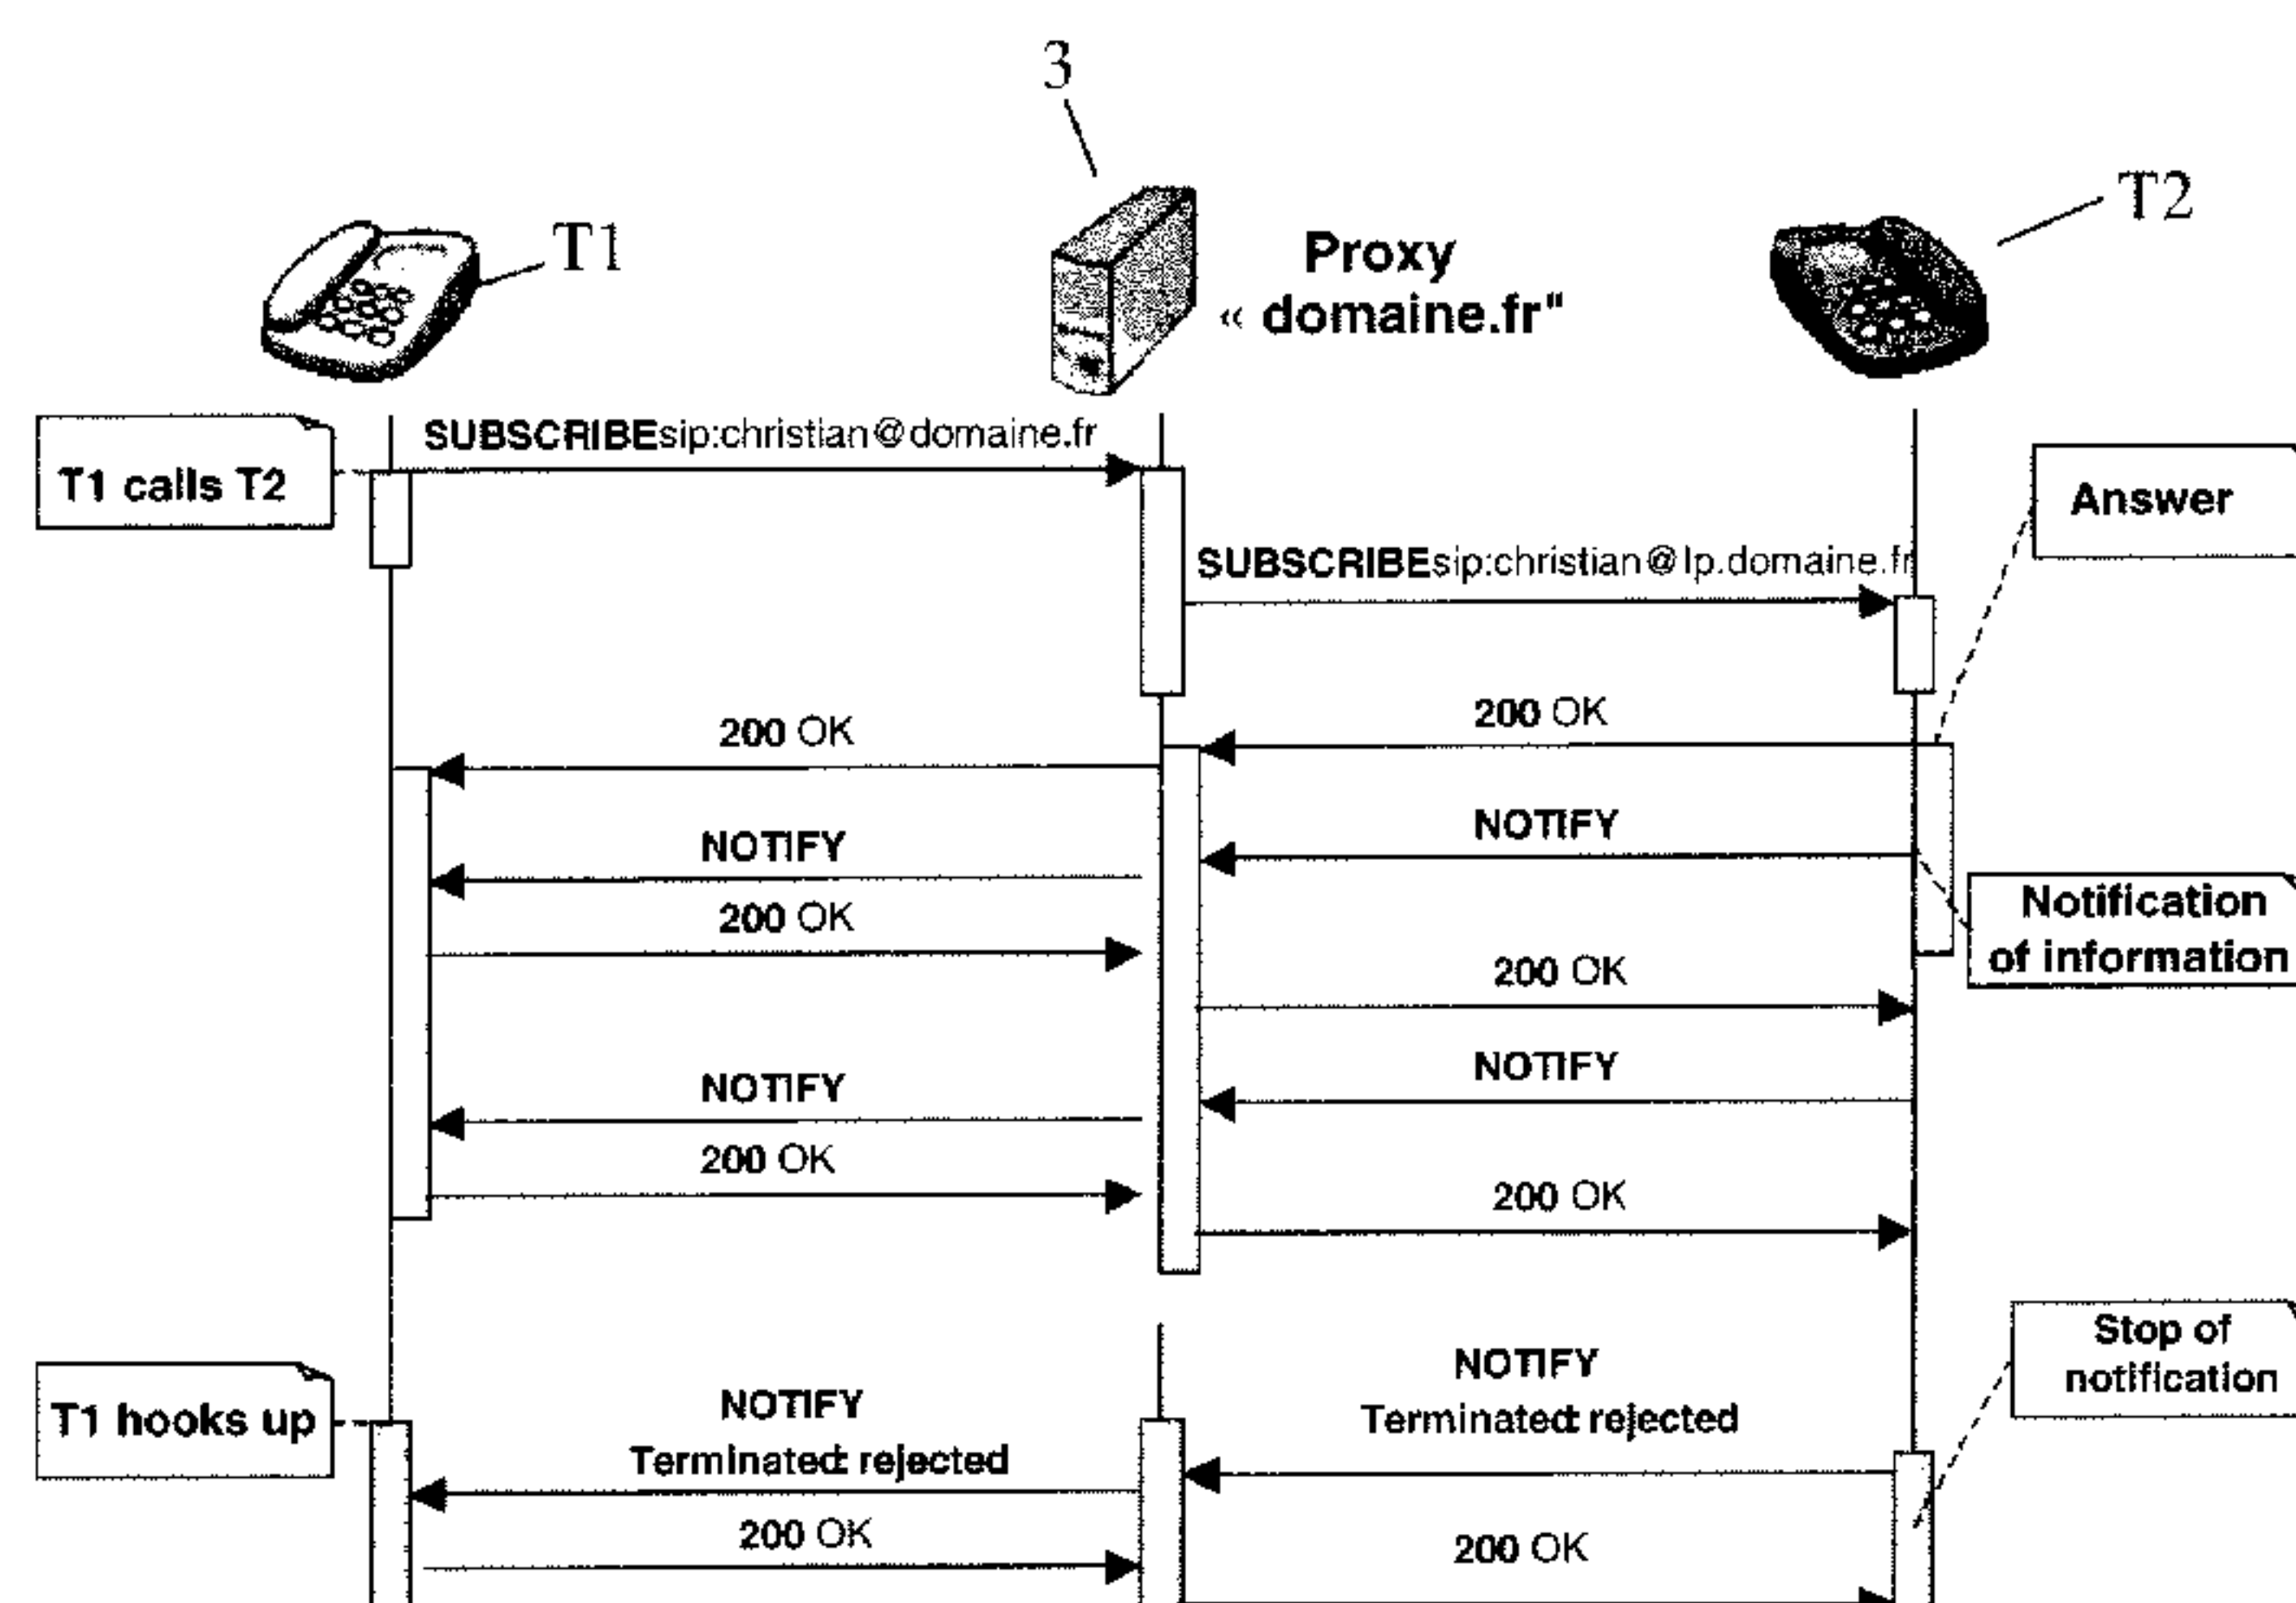 3
T1
Proxy
« domaine.fr"
T2
SUBSCRIBEsip:christian@domaine.fr
T1 calls T2
Answer
SUBSCRIBEsip:christian@lp.domaine.fr
200 OK
200 OK
NOTIFY
NOTIFY
Notification
of information
200 OK
200 OK
NOTIFY
NOTIFY
200 OK
200 OK
Stop of
notification
NOTIFY
Terminated: rejected
T1 hooks up
NOTIFY
Terminated: rejected
200 OK
200 OK